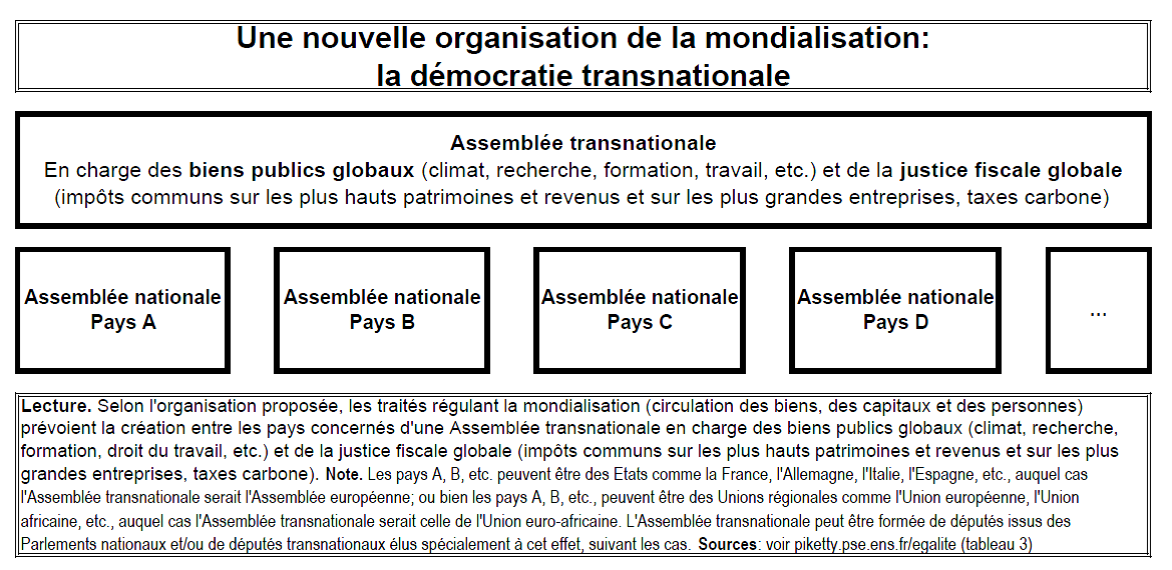 Une nouvelle organisation de la mondialisation:
la démocratie transnationale
Assemblée transnationale
En charge des biens publics globaux (climat, recherche, formation, travail, etc.) et de la justice fiscale globale
(impôts communs sur les plus hauts patrimoines et revenus et sur les plus grandes entreprises, taxes carbone)
Assemblée nationale
Pays A
Assemblée nationale
Pays B
Assemblée nationale
Pays C
Assemblée nationale
Pays D
...
Lecture. Selon l'organisation proposée, les traités régulant la mondialisation (circulation des biens, des capitaux et des personnes)
prévoient la création entre les pays concernés d'une Assemblée transnationale en charge des biens publics globaux (climat, recherche,
formation, droit du travail, etc.) et de la justice fiscale globale (impôts communs sur les plus hauts patrimoines et revenus et sur les plus
grandes entreprises, taxes carbone). Note. Les pays A, B, etc. peuvent être des Etats comme la France, l'Allemagne, l'Italie, l'Espagne, etc., auquel cas
l'Assemblée transnationale serait l'Assemblée européenne; ou bien les pays A, B, etc., peuvent être des Unions régionales comme l'Union européenne, l'Union
africaine, etc., auquel cas l'Assemblée transnationale serait celle de l'Union euro-africaine. L'Assemblée transnationale peut être formée de députés issus des
Parlements nationaux et/ou de députés transnationaux élus spécialement à cet effet, suivant les cas. Sources: voir piketty.pse.ens.fr/egalite (tableau 3)